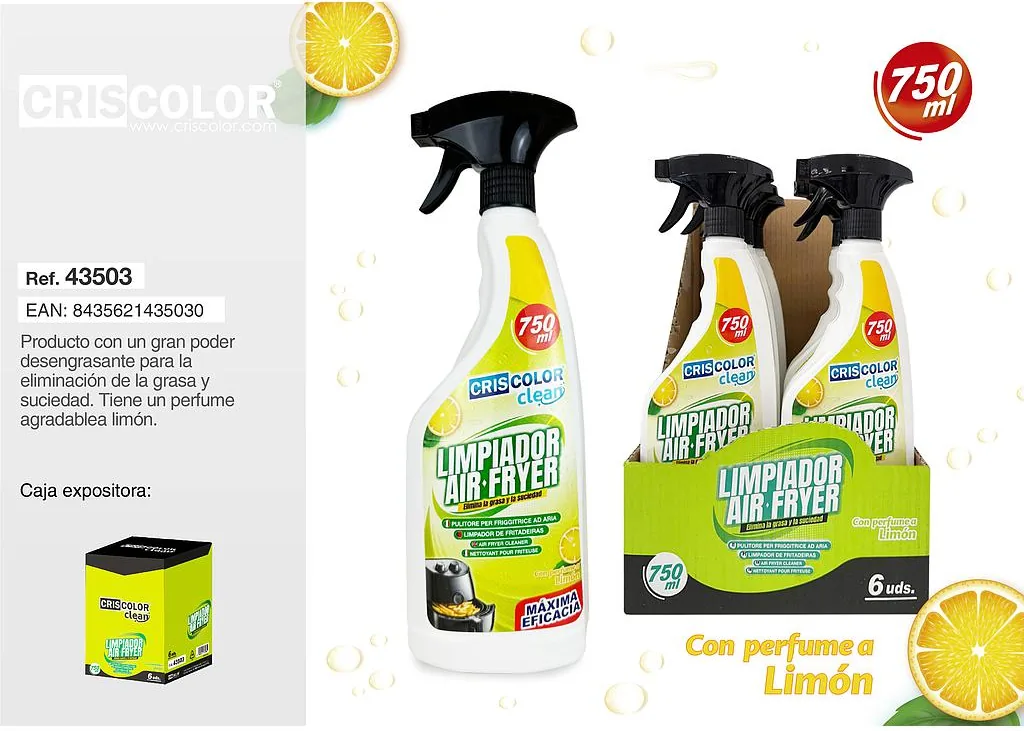 CRISCOLOR®
www.criscolor.com
Ref. 43503
EAN: 8435621435030
Producto con un gran poder
desengrasante para la
eliminación de la grasa y
suciedad. Tiene un perfume
agradablea limón.
Caja expositora:
CRISCOLOR
clean
LIMPIADOR
AIR·FRYER
6 uds.
LIMPIADOR
AIR FRYER
750
ml
CRISCOLOR
clean
LIMPIADOR
AIR·FRYER
Elimina la grasa y la suciedad
PULITORE PER FRIGGITRICE AD ARIA
LIMPADOR DE FRITADEIRAS
AIR FRYER CLEANER
NETTOYANT POUR FRITEUSE
Con perfume a
Limón
MÁXIMA
EFICACIA
750
ml
750
ml
CRISCOLOR
clean
LIMPIADOR
AIR·FRYER
750
ml
CRISCOLOR
clean
LIMPIADOR
FRYER
LIMPIADOR
AIR·FRYER
Elimina la grasa y la suciedad
PULITORE PER FRIGGITRICE AD ARIA
LIMPADOR DE FRITADEIRAS
AIR FRYER CLEANER
NETTOYANT POUR FRITEUSE
Con perfume a
Limón
750
ml
6 uds.
Con perfume a
Limón